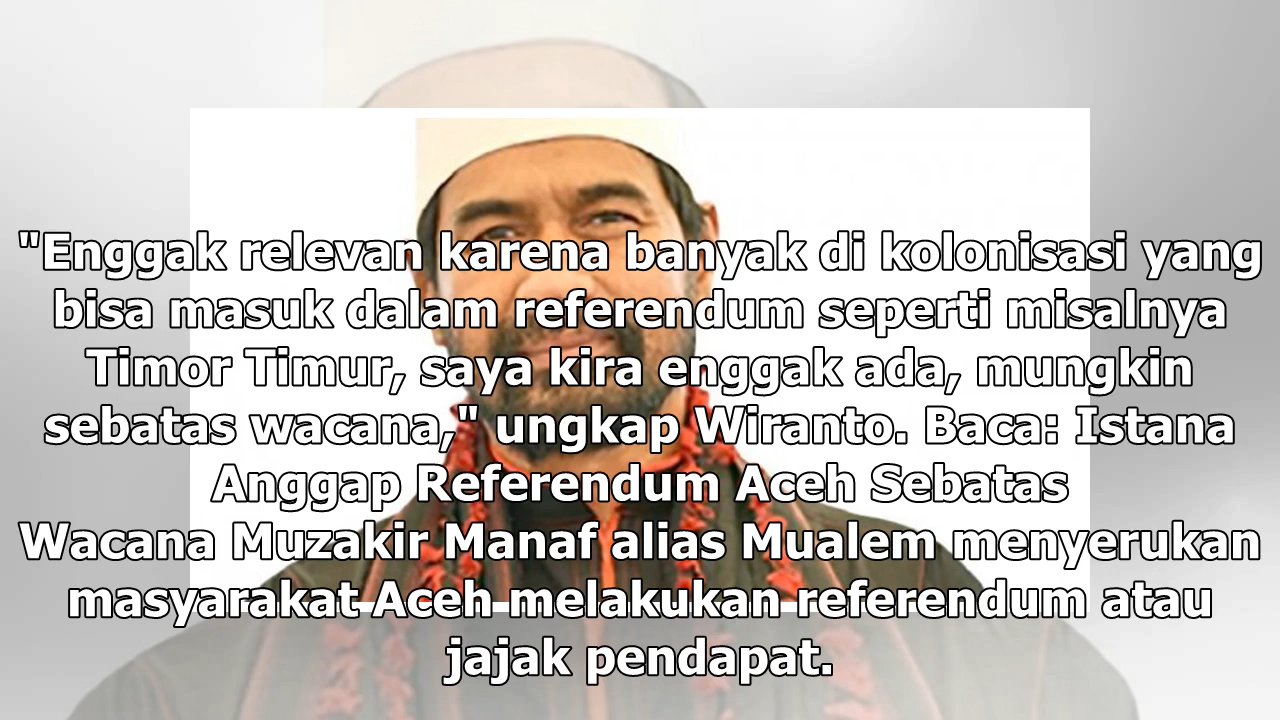 "Enggak relevan karena banyak di kolonisasi yang
bisa masuk dalam referendum seperti misalnya
Timor Timur, saya kira enggak ada, mungkin
sebatas wacana," ungkap Wiranto. Baca: Istana
Anggap Referendum Aceh Sebatas
Wacana Muzakir Manaf alias Mualem menyerukan
masyarakat Aceh melakukan referendum atau
jajak pendapat.